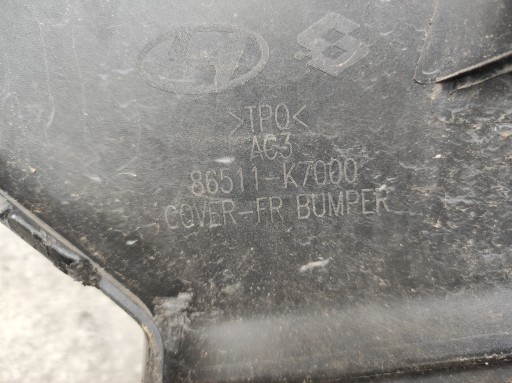 >TPO<
AC3
86511-K7000
COVER-FR BUMPER